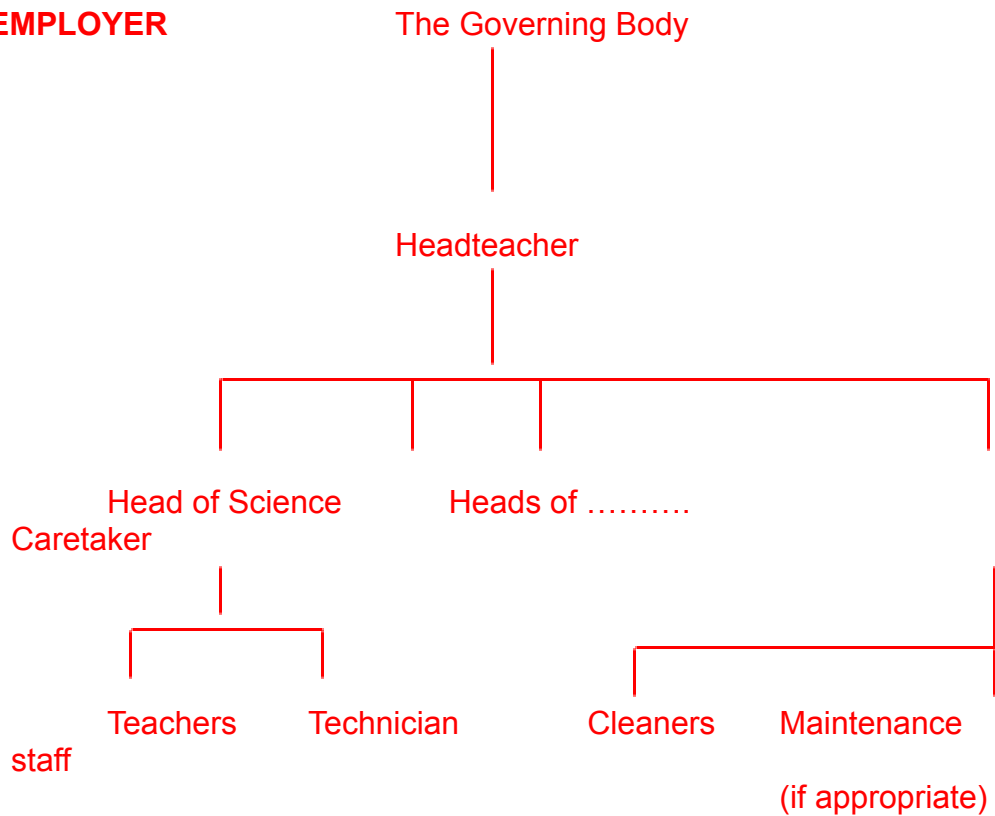 EMPLOYER The Governing Body
Headteacher
Head of Science Heads of ……….
Caretaker
Teachers Technician Cleaners Maintenance
staff
(if appropriate)